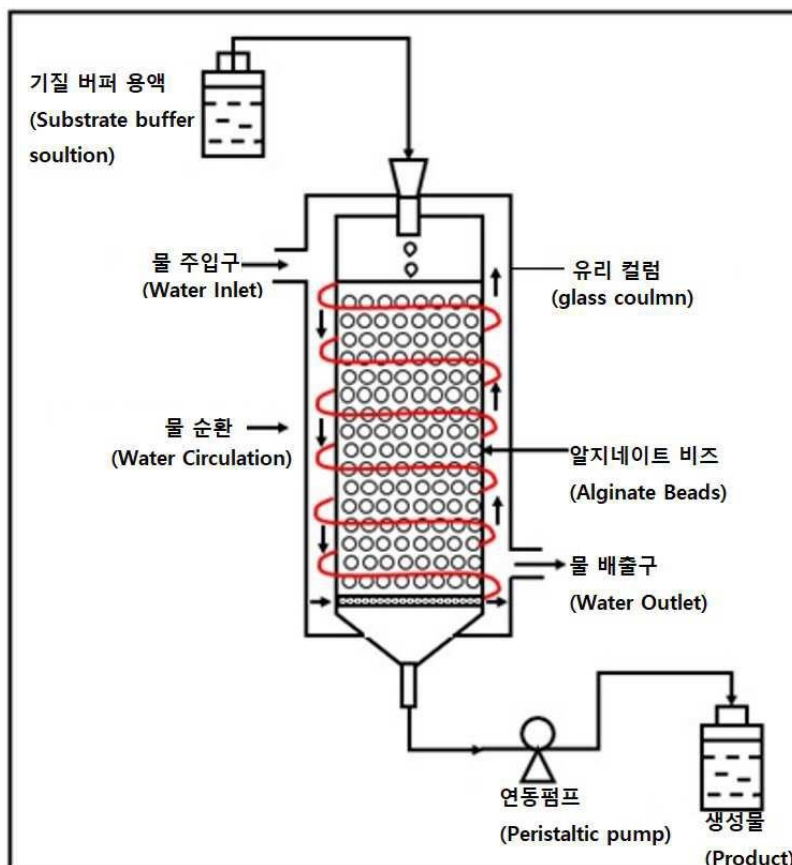 기질 버퍼 용액
(Substrate buffer
soultion)
물 주입구
(Water Inlet)
유리 컬럼
(glass coulmn)
물 순환
(Water Circulation)
알지네이트 비즈
(Alginate Beads)
물 배출구
(Water Outlet)
연동펌프
(Peristaltic pump)
생성물
(Product)